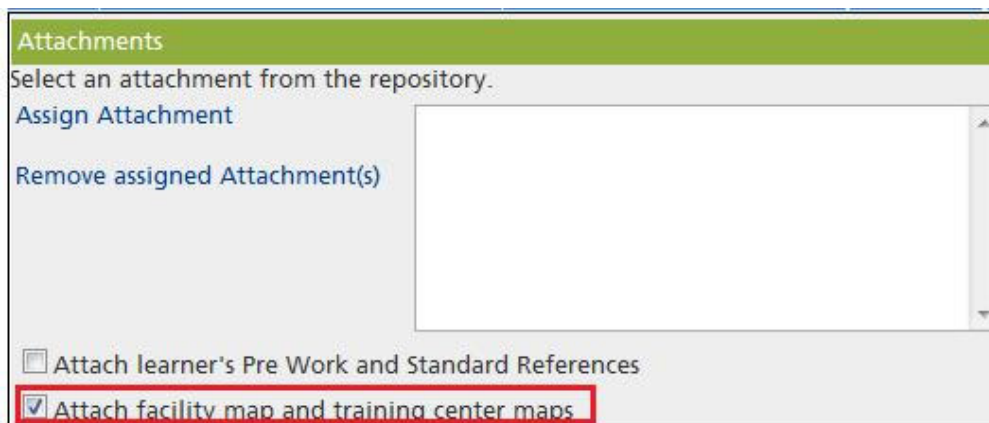 Attachments
Select an attachment from the repository.
Assign Attachment
Remove assigned Attachment(s)
Attach learner's Pre Work and Standard References
Attach facility map and training center maps